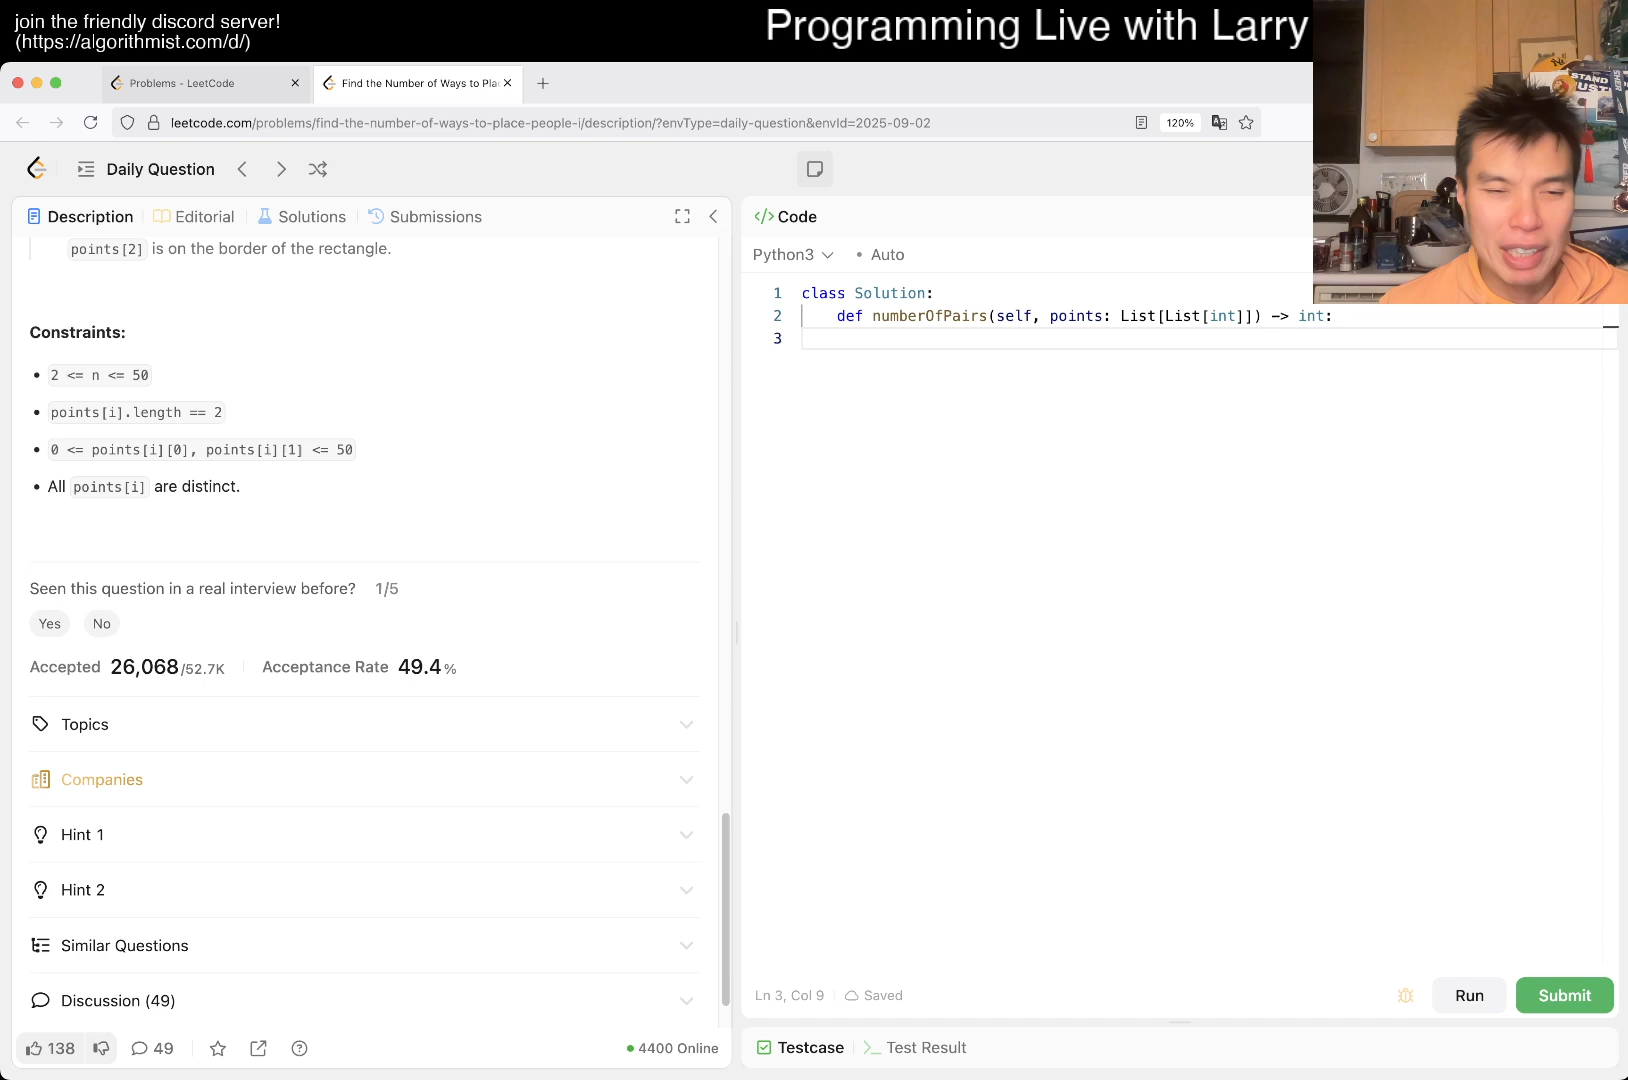 join the friendly discord server!
(https://algorithmist.com/d/)
Programming Live with Larry
Problems - LeetCode
Find the Number of Ways to Pla
leetcode.com/problems/find-the-number-of-ways-to-place-people-i/description/?envType=daily-question&envId=2025-09-02
120%
Daily Question
Description
Editorial
Solutions
Submissions
points[2] is on the border of the rectangle.
Constraints:
• 2 <= n <= 50
• points[i].length == 2
• 0 <= points[i][0], points[i][1] <= 50
• All points[i] are distinct.
Seen this question in a real interview before? 1/5
Yes No
Accepted 26,068/52.7K Acceptance Rate 49.4%
Topics
Companies
Hint 1
Hint 2
Similar Questions
Discussion (49)
138 49 4400 Online
</> Code
Python3 • Auto
1 class Solution:
2 def numberOfPairs(self, points: List[List[int]]) -> int:
3
Ln 3, Col 9 Saved
Run Submit
Testcase >_ Test Result
STAND